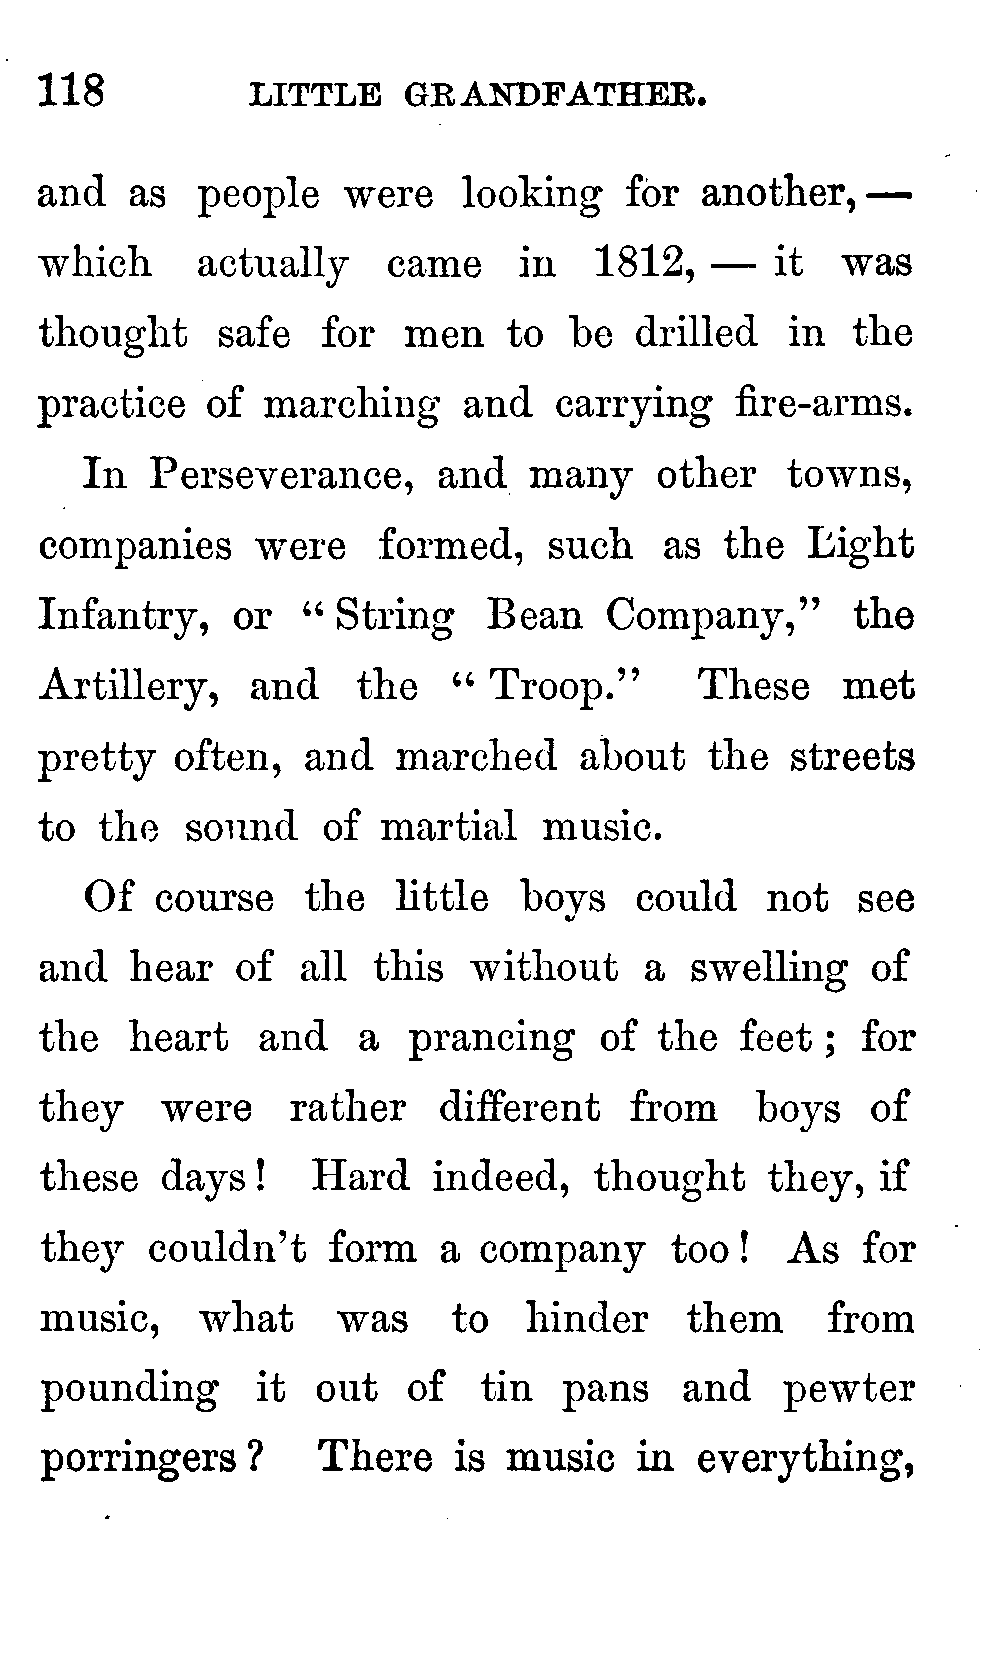 118 LITTLE GRANDFATHER.
and as people were looking for another,—
which actually came in 1812, — it was
thought safe for men to be drilled in the
practice of marching and carrying fire-arms.
In Perseverance, and many other towns,
companies were formed, such as the Light
Infantry, or “ String Bean Company,” the
Artillery, and the “ Troop.” These met
pretty often, and marched about the streets
to the sound of martial music.
Of course the little boys could not see
and hear of all this without a swelling of
the heart and a prancing of the feet ; for
they were rather different from boys of
these days ! Hard indeed, thought they, if
they couldn’t form a company too ! As for
music, what was to hinder them from
pounding it out of tin pans and pewter
porringers ? There is music in everything,